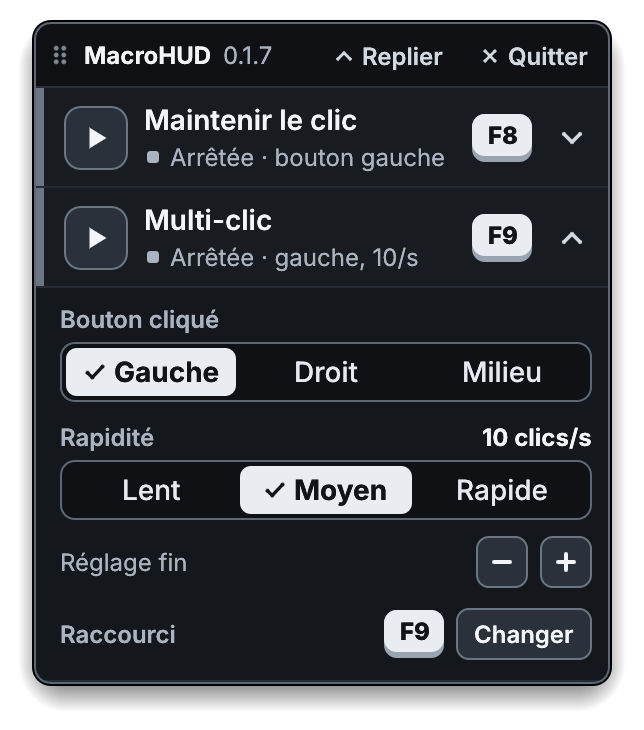 MacroHUD 0.1.7 Replier Quitter
Maintenir le clic F8
Arrêtée · bouton gauche
Multi-clic F9
Arrêtée · gauche, 10/s
Bouton cliqué
Gauche Droit Milieu
Rapidité 10 clics/s
Lent Moyen Rapide
Réglage fin
Raccourci F9 Changer